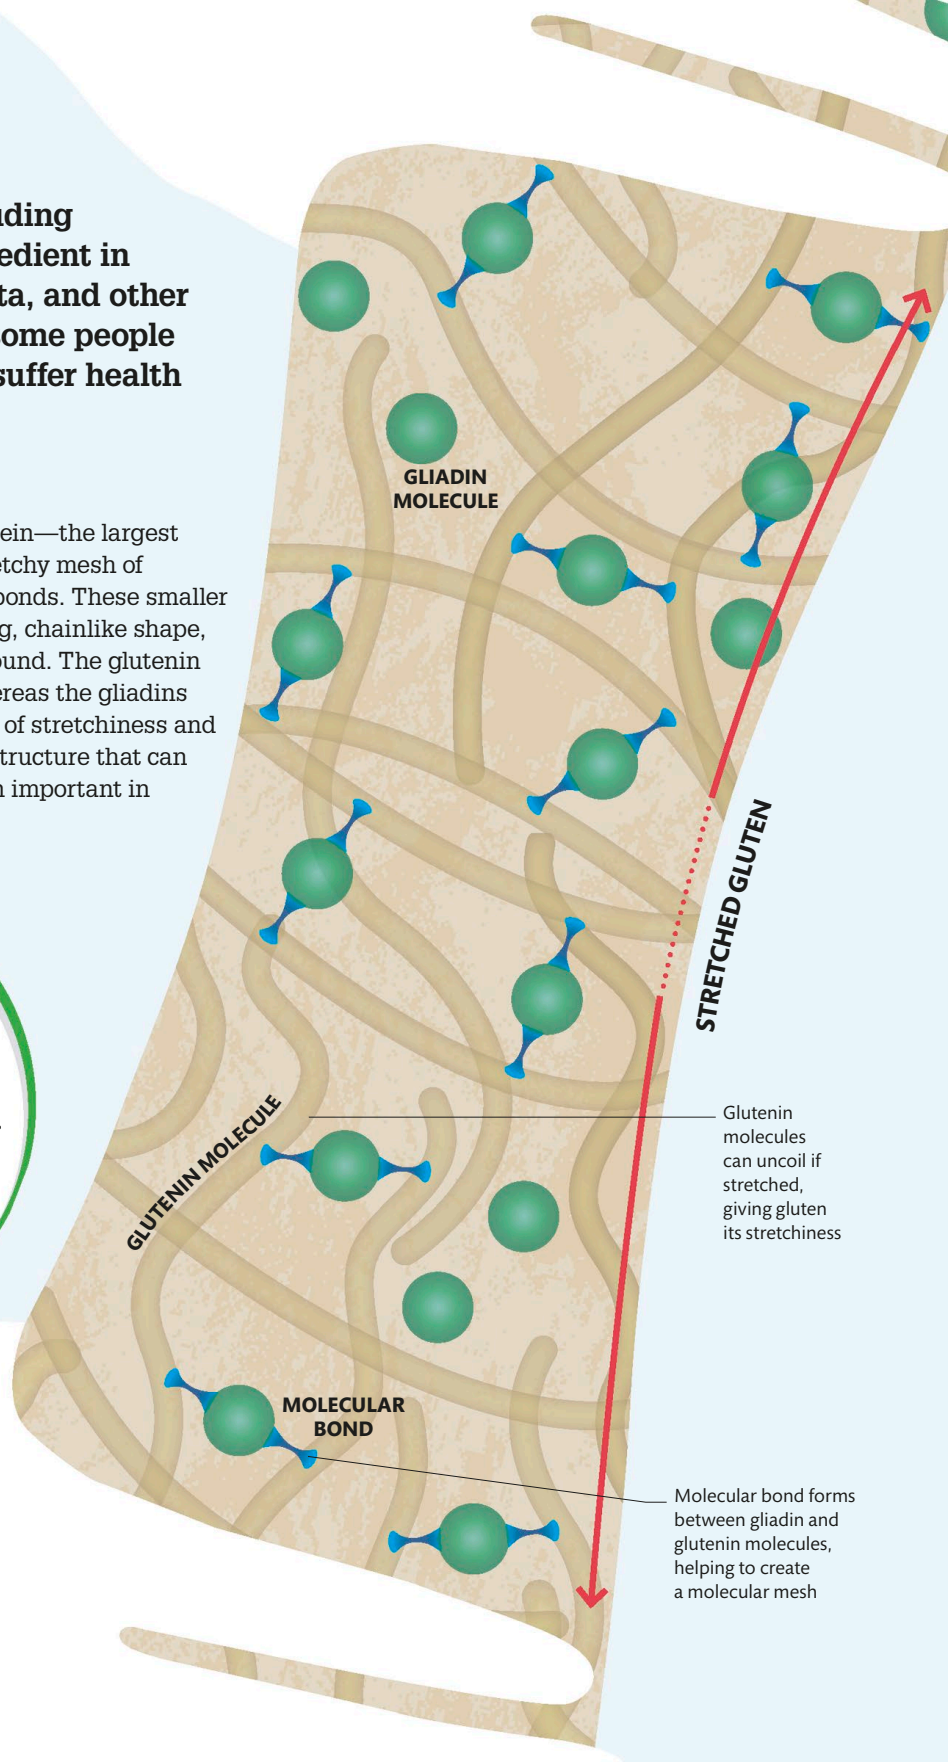 uding
edient in
ta, and other
ome people
suffer health
ein—the largest
etchy mesh of
bonds. These smaller
g, chainlike shape,
ound. The glutenin
ereas the gliadins
of stretchiness and
structure that can
n important in
GLIADIN
MOLECULE
STRETCHED GLUTEN
GLUTENIN MOLECULE
Glutenin
molecules
can uncoil if
stretched,
giving gluten
its stretchiness
MOLECULAR
BOND
Molecular bond forms
between gliadin and
glutenin molecules,
helping to create
a molecular mesh